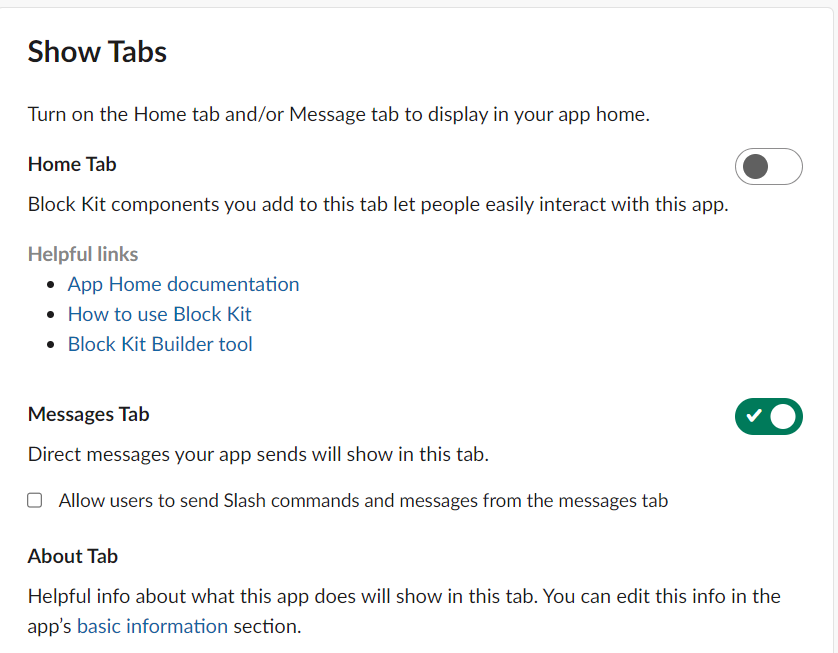 Show Tabs
Turn on the Home tab and/or Message tab to display in your app home.
Home Tab
Block Kit components you add to this tab let people easily interact with this app.
Helpful links
App Home documentation
How to use Block Kit
Block Kit Builder tool
Messages Tab
Direct messages your app sends will show in this tab.
Allow users to send Slash commands and messages from the messages tab
About Tab
Helpful info about what this app does will show in this tab. You can edit this info in the
app’s basic information section.